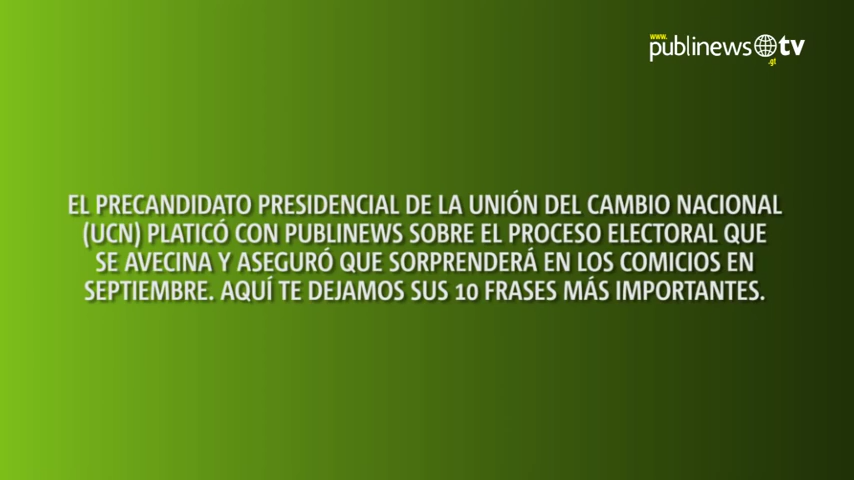 www.
publinews tv
.gt
EL PRECANDIDATO PRESIDENCIAL DE LA UNIÓN DEL CAMBIO NACIONAL
(UCN) PLATICÓ CON PUBLINEWS SOBRE EL PROCESO ELECTORAL QUE
SE AVECINA Y ASEGURÓ QUE SORPRENDERÁ EN LOS COMICIOS EN
SEPTIEMBRE. AQUÍ TE DEJAMOS SUS 10 FRASES MÁS IMPORTANTES.